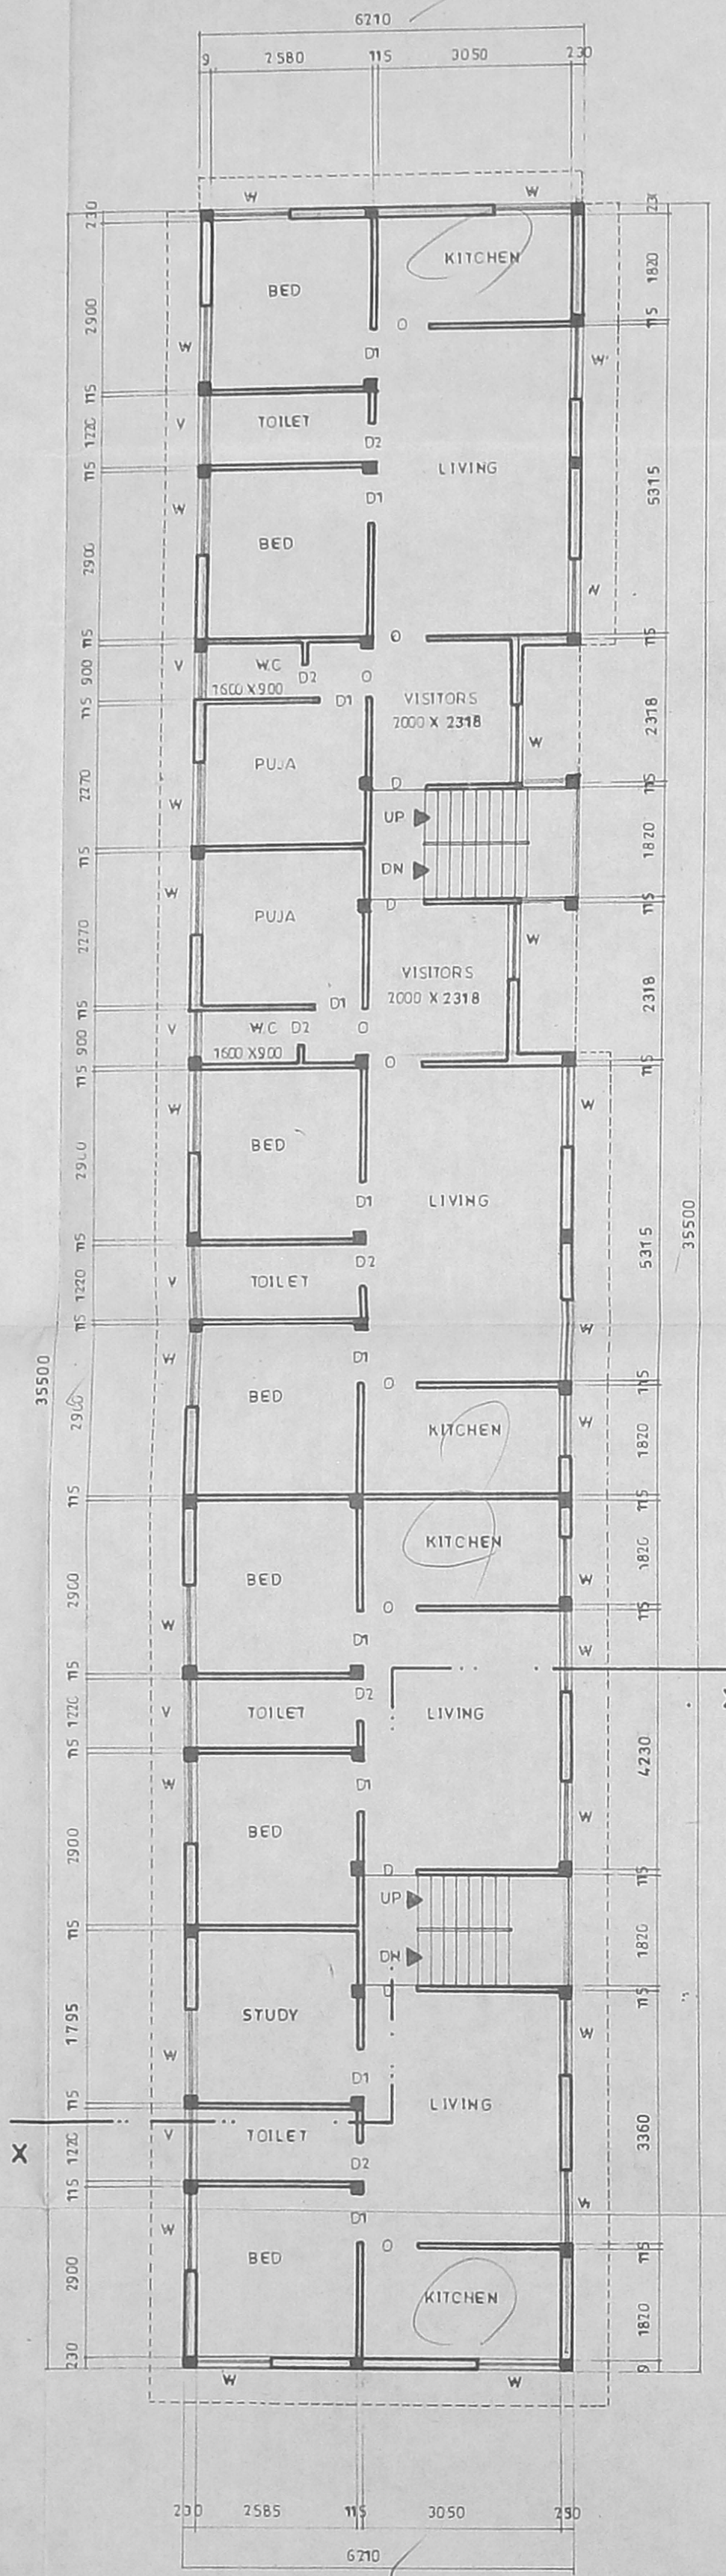 6210
9 2580 115 3050 230
W W
230
KITCHEN
1820
BED
2900
O
115
D1
W W
115
TOILET
V
1220
D2
115
LIVING
W
D1
5315
BED
2900
W
115 O 115
W.C
V
900
D2 O
1600 X 900
115
D1
VISITORS
2000 X 2318
2318
W
PUJA
2270
W
D
115
UP
1820
115
DN
W
D
115
PUJA
2270
W
VISITORS
2000 X 2318
2318
115
D1
V
W.C D2 O
900
1600 X 900
115 O 115
W W
BED
2900
D1
LIVING
35500
115
D2
5315
TOILET
V
1220
115
W
W
D1
35500
O
115
BED
2900
KITCHEN
W
1820
115 115
KITCHEN
1820
BED
2900
W
O
115
W
D1
W
115
D2
TOILET
V
1220
LIVING
115
W
D1
4230
W
BED
2900
D
115
UP
115
DN
1820
D
115
STUDY
1795
W
W
D1
115
LIVING
X
V
TOILET
1220
3360
D2
115
W
D1
W
O
115
BED
2900
KITCHEN
1820
230 9
W W
230 2585 115 3050 230
6210